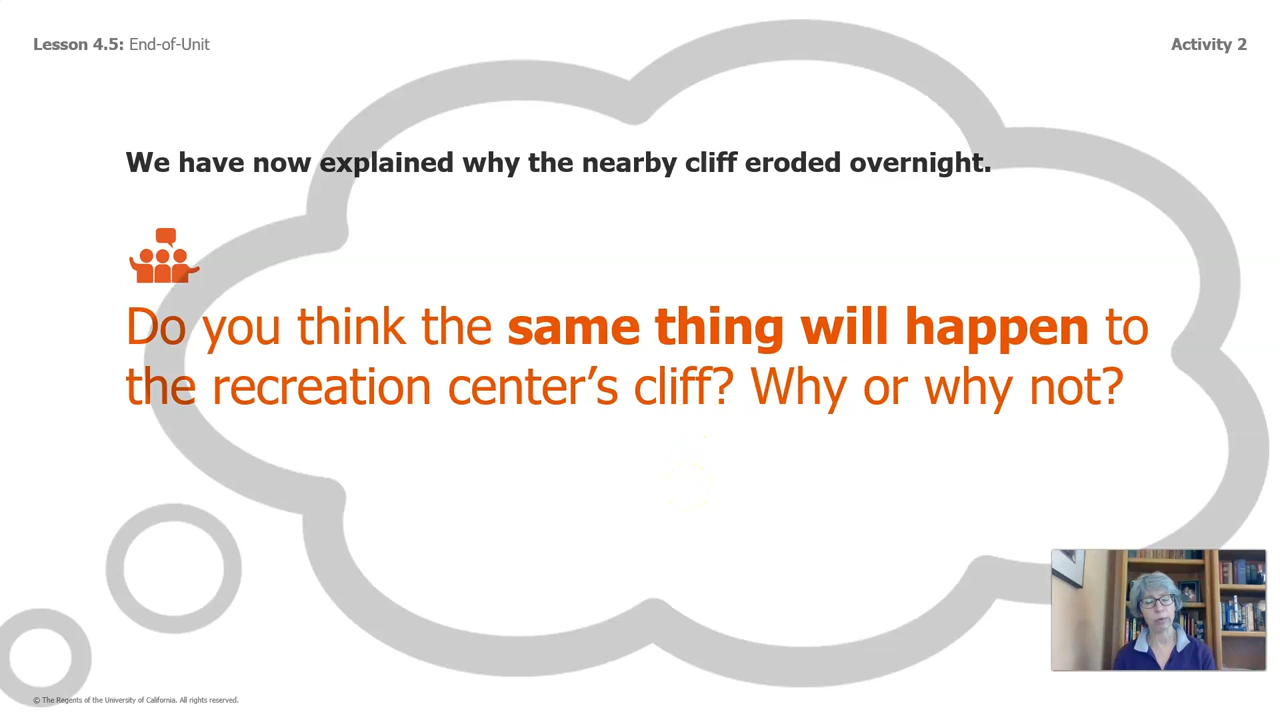 Lesson 4.5: End-of-Unit
Activity 2
We have now explained why the nearby cliff eroded overnight.
Do you think the same thing will happen to
the recreation center’s cliff? Why or why not?
© The Regents of the University of California. All rights reserved.